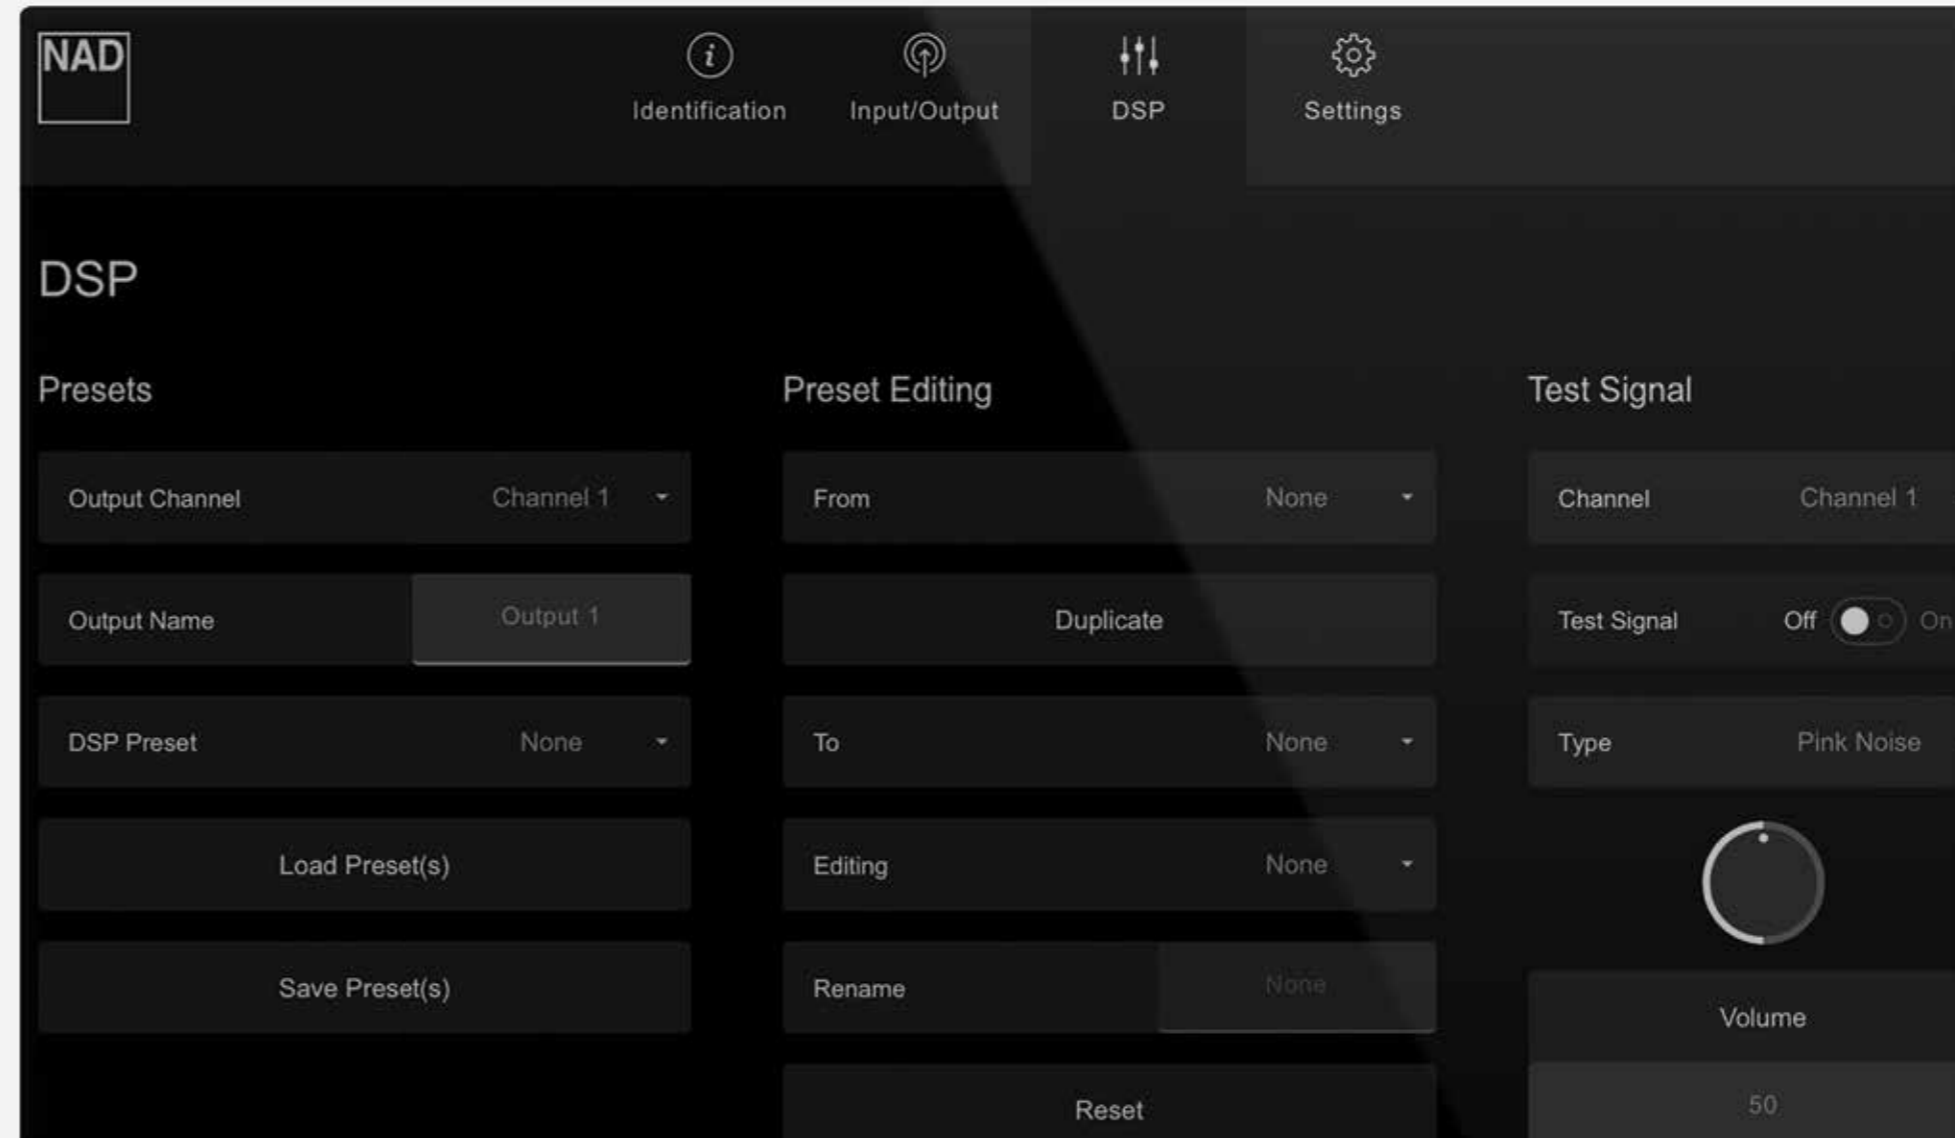 NAD
Identification
Input/Output
DSP
Settings
DSP
Presets
Output Channel Channel 1
Output Name Output 1
DSP Preset None
Load Preset(s)
Save Preset(s)
Preset Editing
From None
Duplicate
To None
Editing None
Rename None
Reset
Test Signal
Channel Channel 1
Test Signal Off On
Type Pink Noise
Volume
50